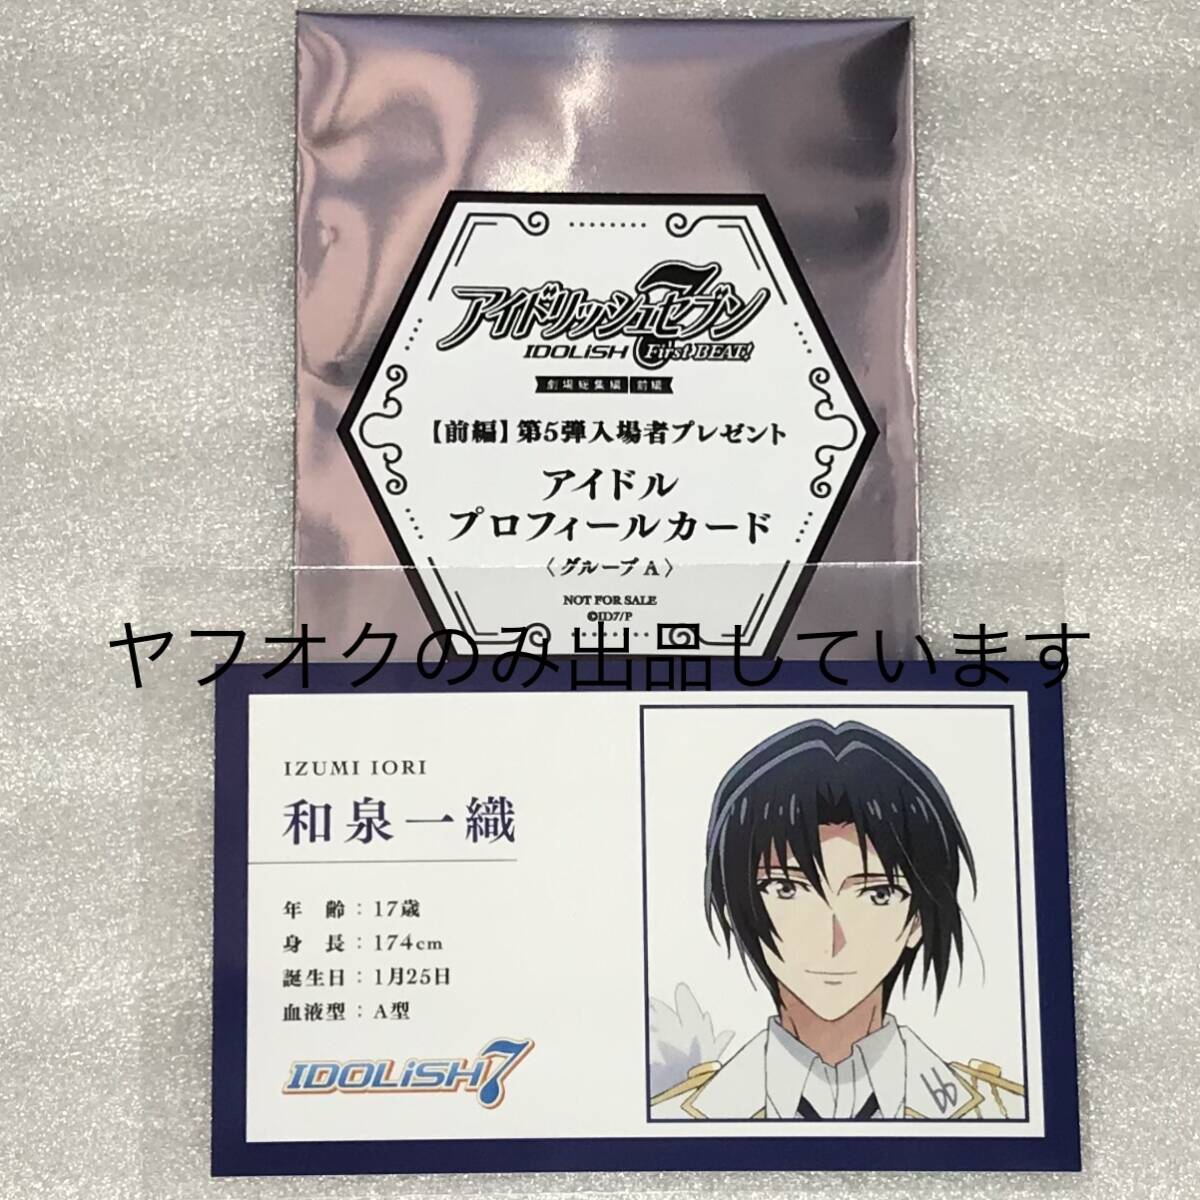 アイドリッシュセブン
7
IDOLiSH First BEAT!
劇場総集編 前編
【前編】第5弾入場者プレゼント
アイドル
プロフィールカード
〈グループA〉
NOT FOR SALE
©ID7/P
ヤフオクのみ出品しています
IZUMI IORI
和泉一織
年齢：17歳
身長：174cm
誕生日：1月25日
血液型：A型
IDOLiSH7